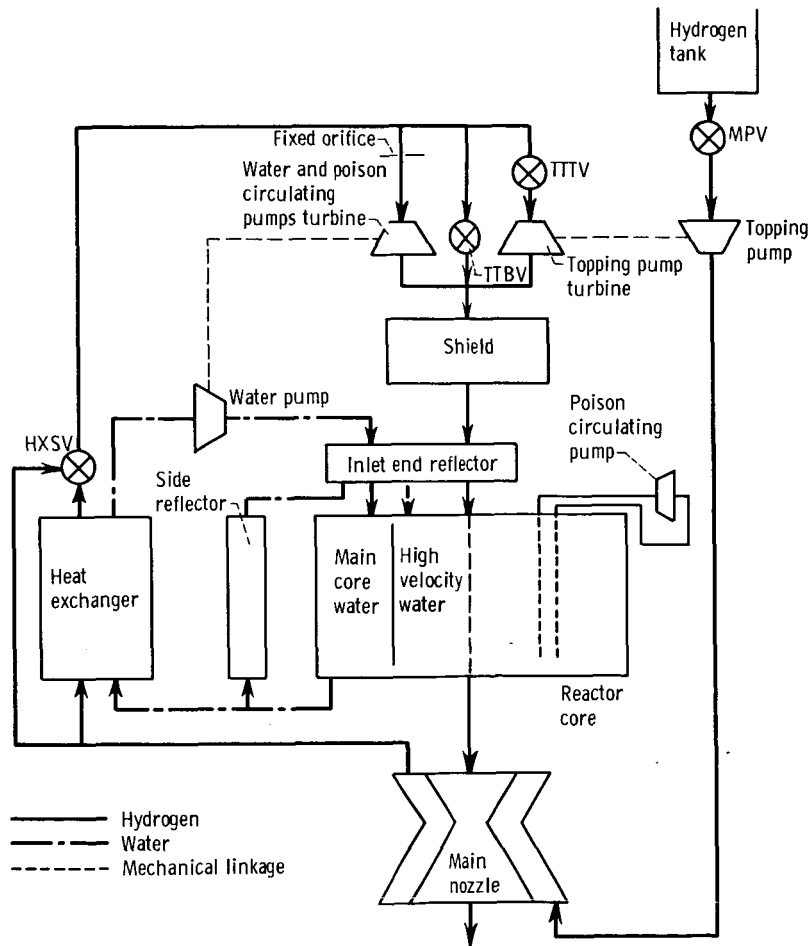 Hydrogen
tank
MPV
Fixed orifice
TTTV
Water and poison
circulating
pumps turbine
TTBV
Topping pump
turbine
Topping
pump
Shield
Water pump
Poison
circulating
pump
HXSV
Side
reflector
Inlet end reflector
Heat
exchanger
Main
core
water
High
velocity
water
Reactor
core
Hydrogen
Water
Mechanical linkage
Main
nozzle